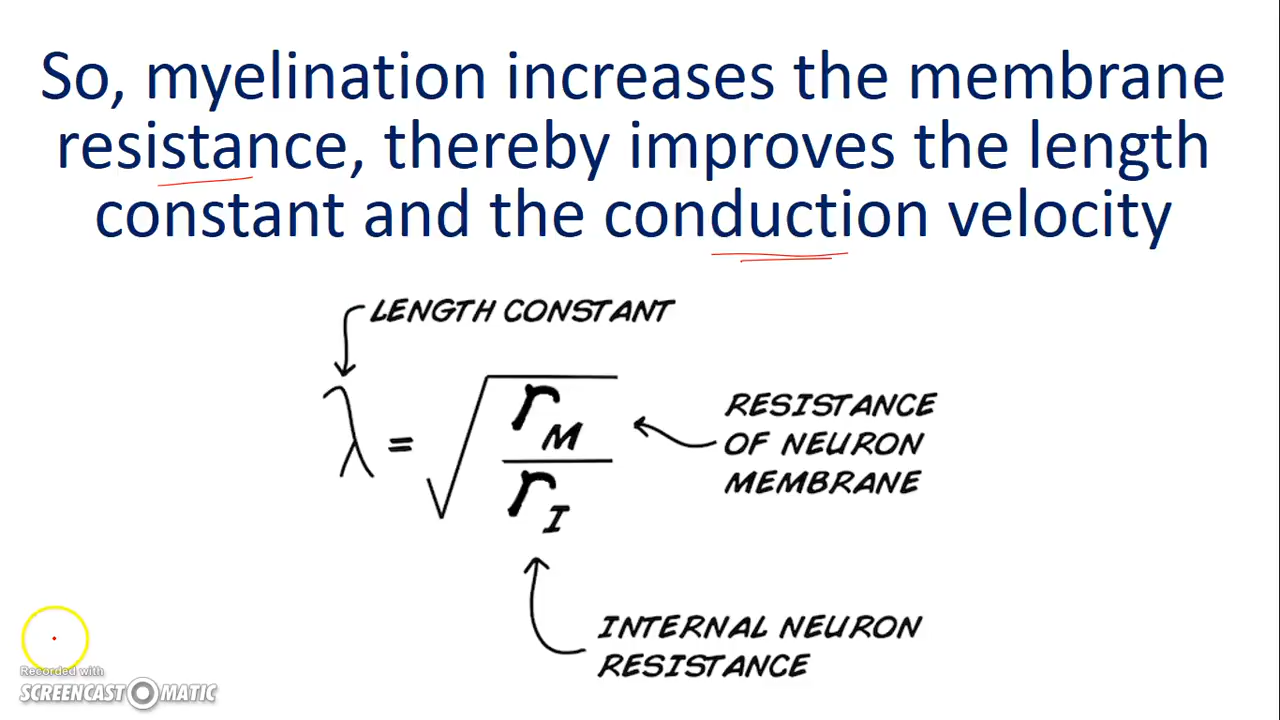 So, myelination increases the membrane
resistance, thereby improves the length
constant and the conduction velocity
LENGTH CONSTANT
λ = √ r_M / r_I
RESISTANCE
OF NEURON
MEMBRANE
INTERNAL NEURON
RESISTANCE
Recorded with
SCREENCAST-O-MATIC